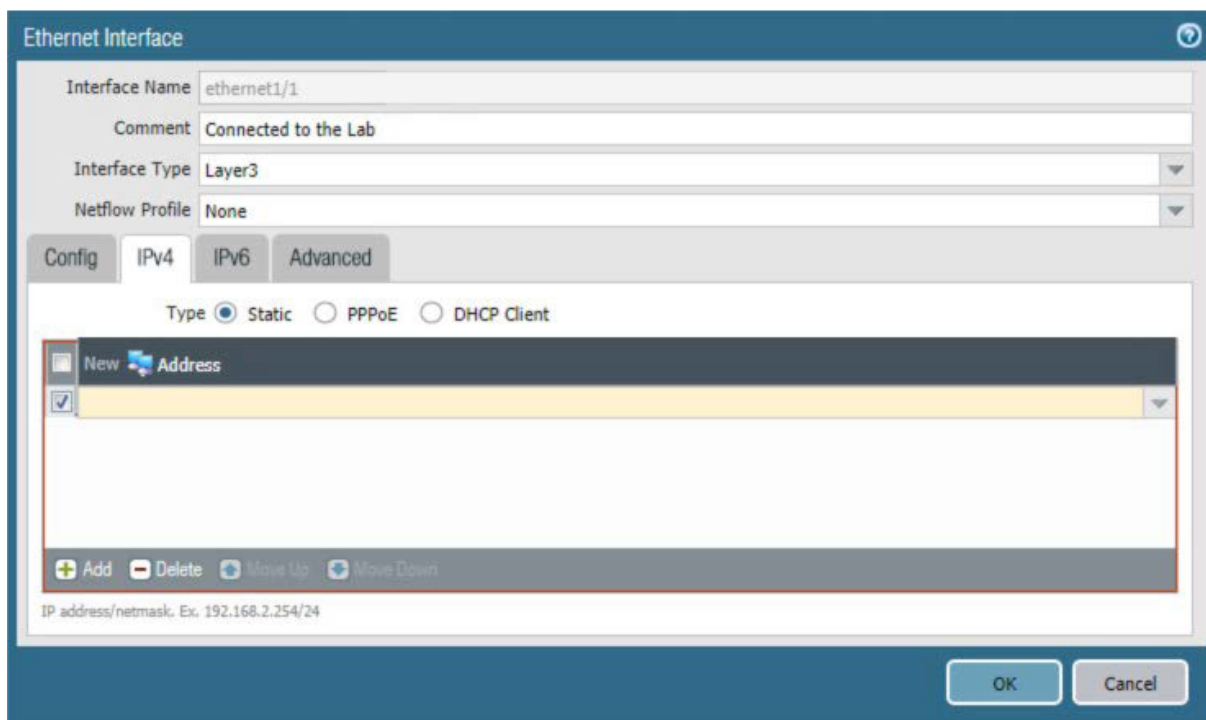 Ethernet Interface
Interface Name ethernet1/1
Comment Connected to the Lab
Interface Type Layer3
Netflow Profile None
Config IPv4 IPv6 Advanced
Type Static PPPoE DHCP Client
New Address
Add Delete Move Up Move Down
IP address/netmask. Ex. 192.168.2.254/24
OK Cancel